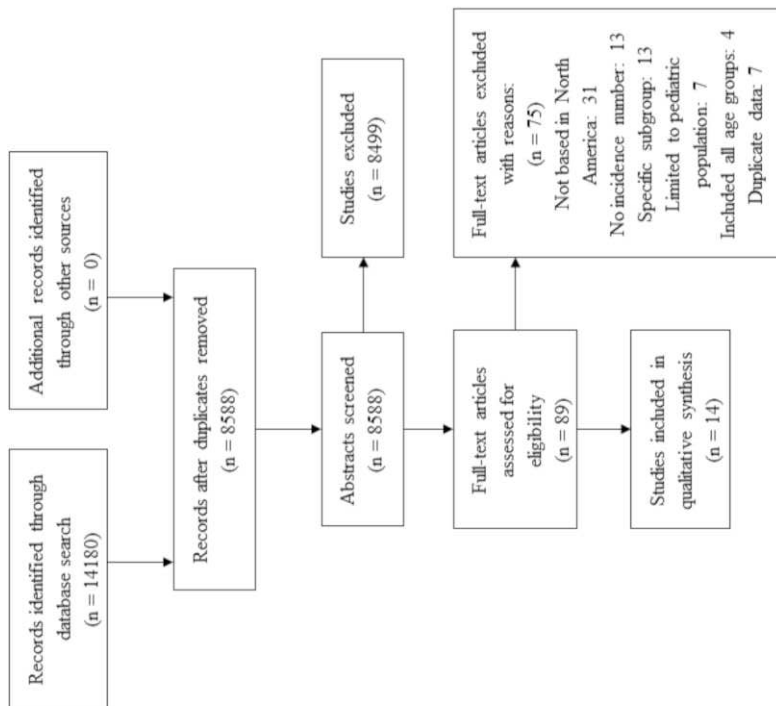 Records identified through
database search
(n = 14180)
Additional records identified
through other sources
(n = 0)
Records after duplicates removed
(n = 8588)
Abstracts screened
(n = 8588)
Studies excluded
(n = 8499)
Full-text articles
assessed for
eligibility
(n = 89)
Full-text articles excluded
with reasons:
(n = 75)
Not based in North
America: 31
No incidence number: 13
Specific subgroup: 13
Limited to pediatric
population: 7
Included all age groups: 4
Duplicate data: 7
Studies included in
qualitative synthesis
(n = 14)